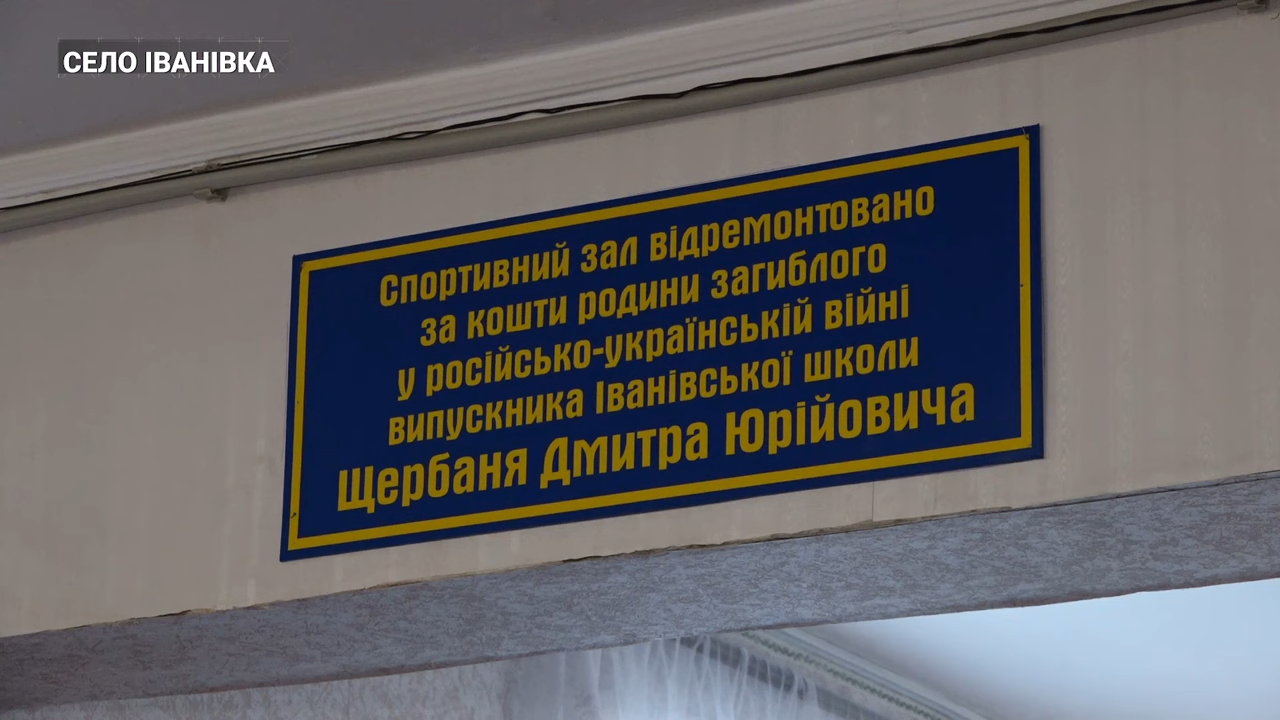 СЕЛО ІВАНІВКА
Спортивний зал відремонтовано
за кошти родини загиблого
у російсько-українській війні
випускника Іванівської школи
Щербаня Дмитра Юрійовича